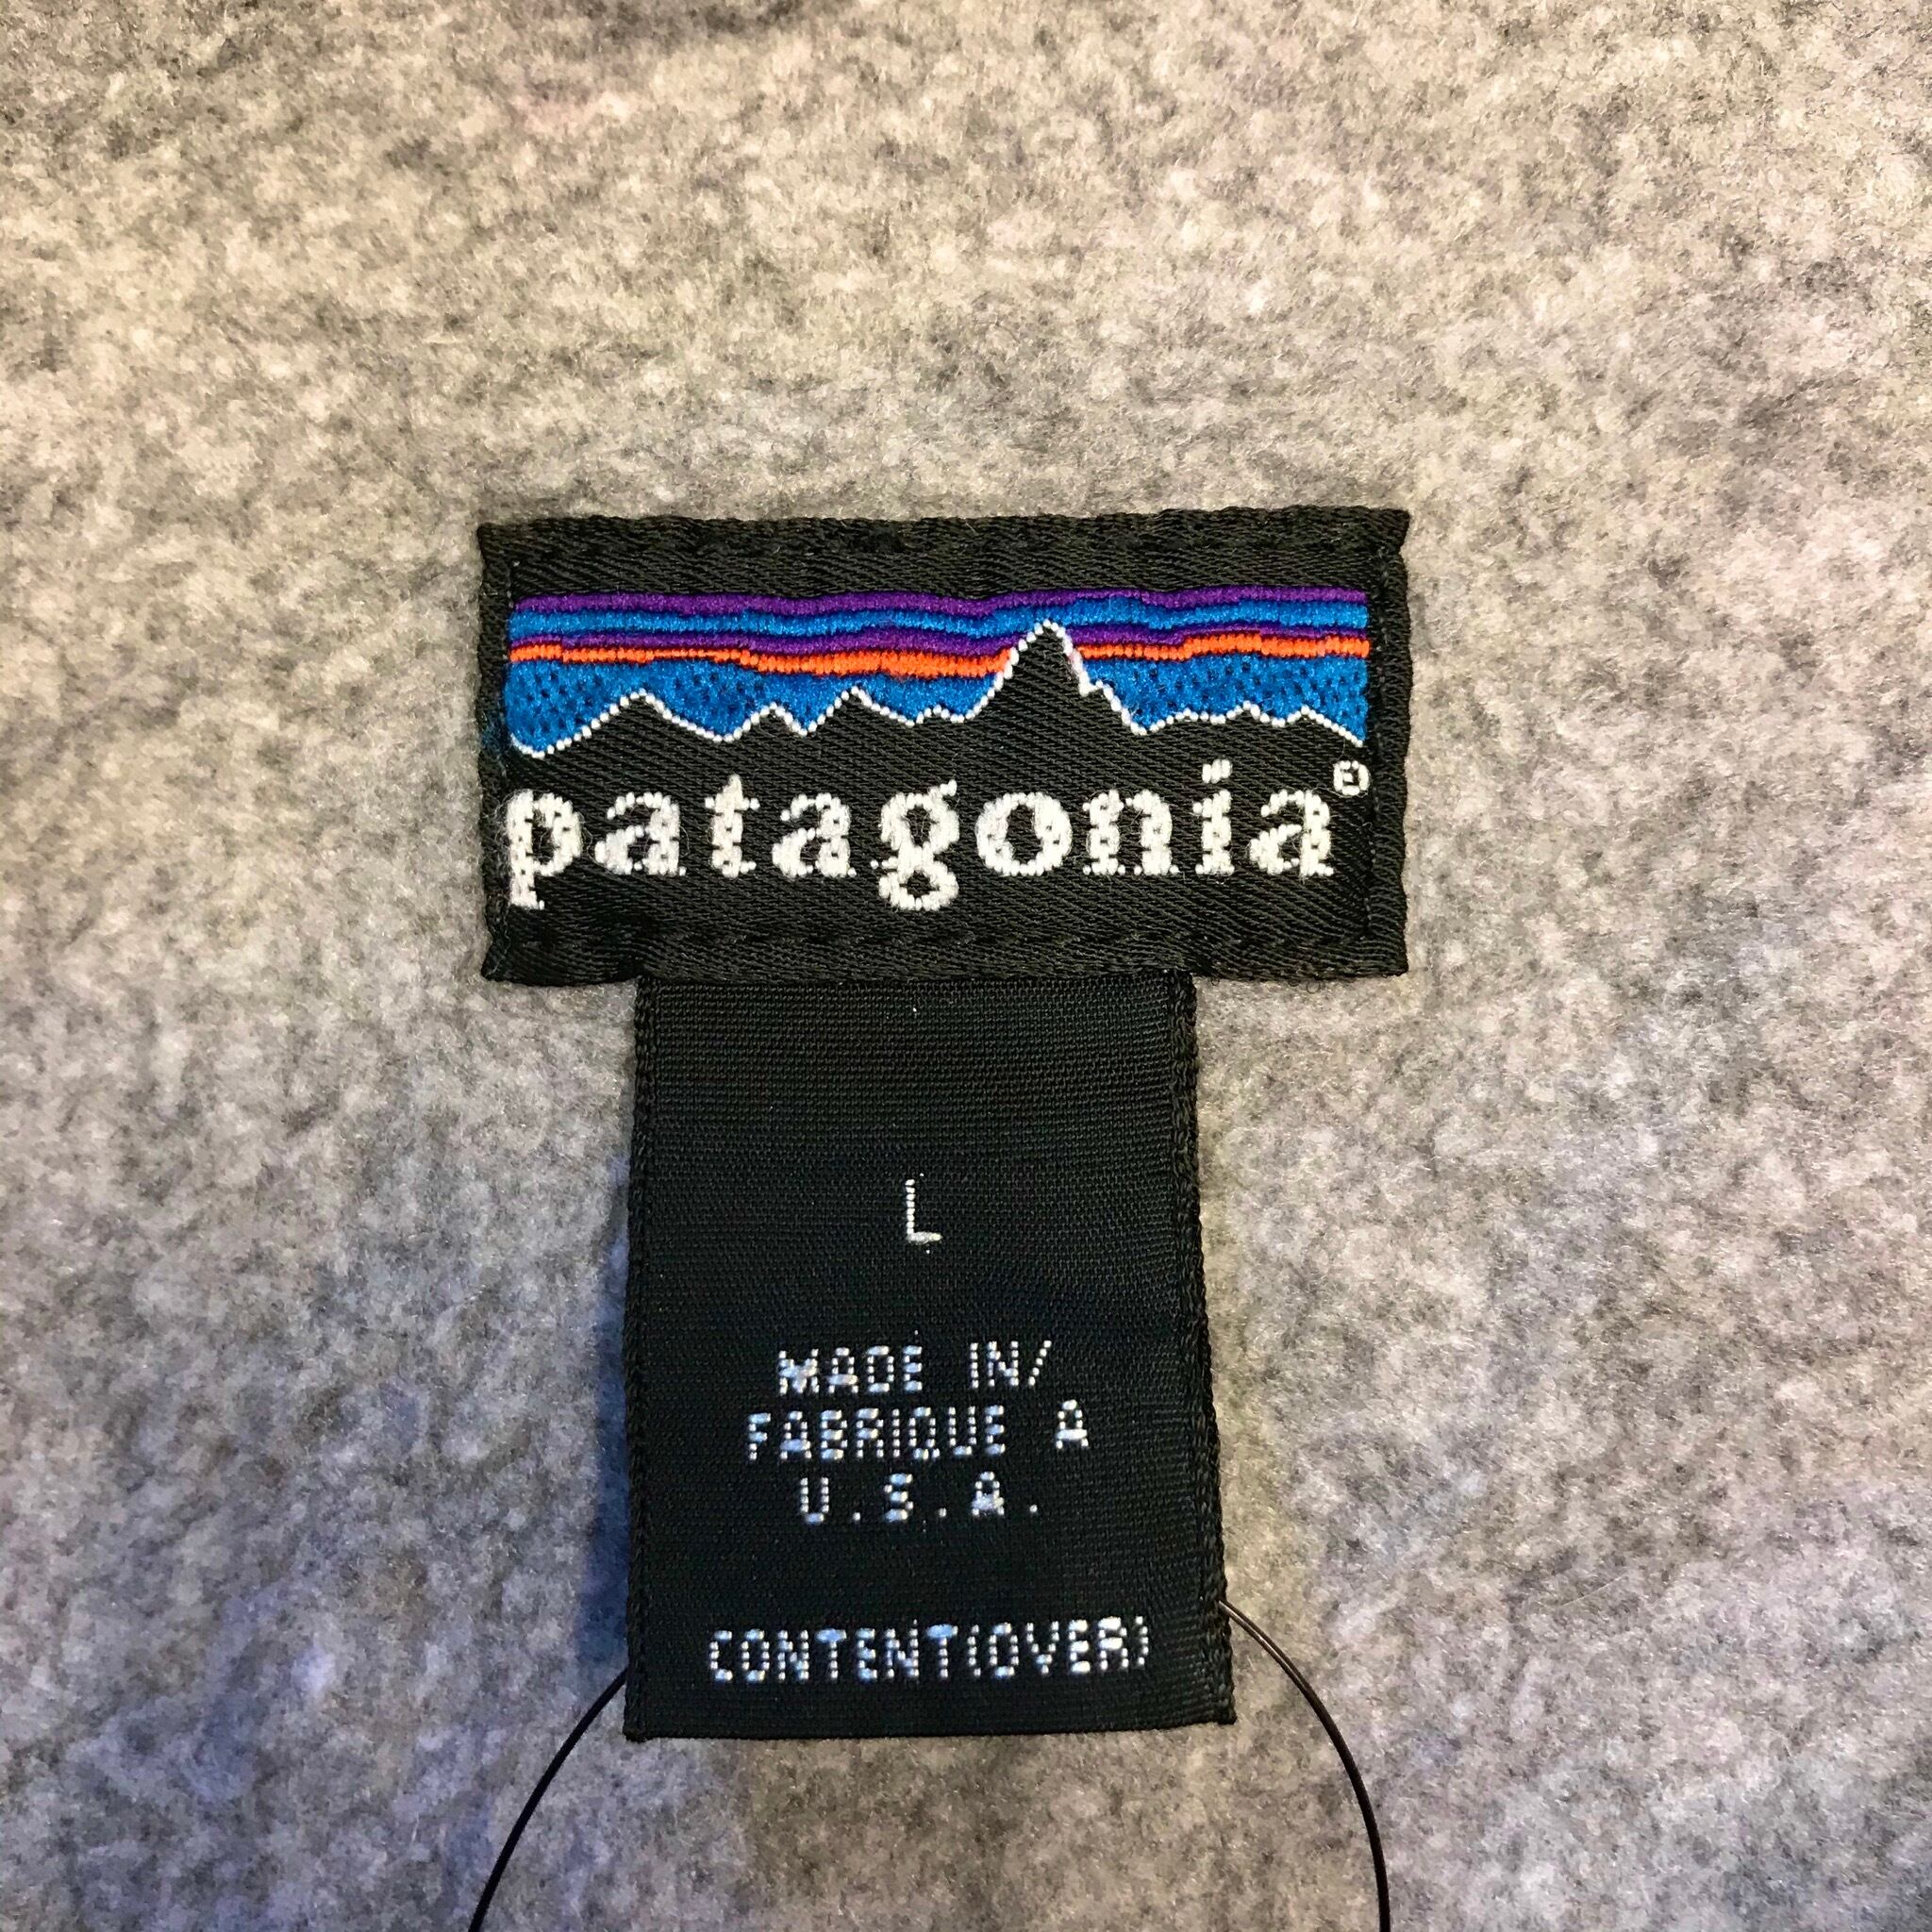 patagonia®
L
MADE IN/
FABRIQUE A
U.S.A.
CONTENT(OVER)